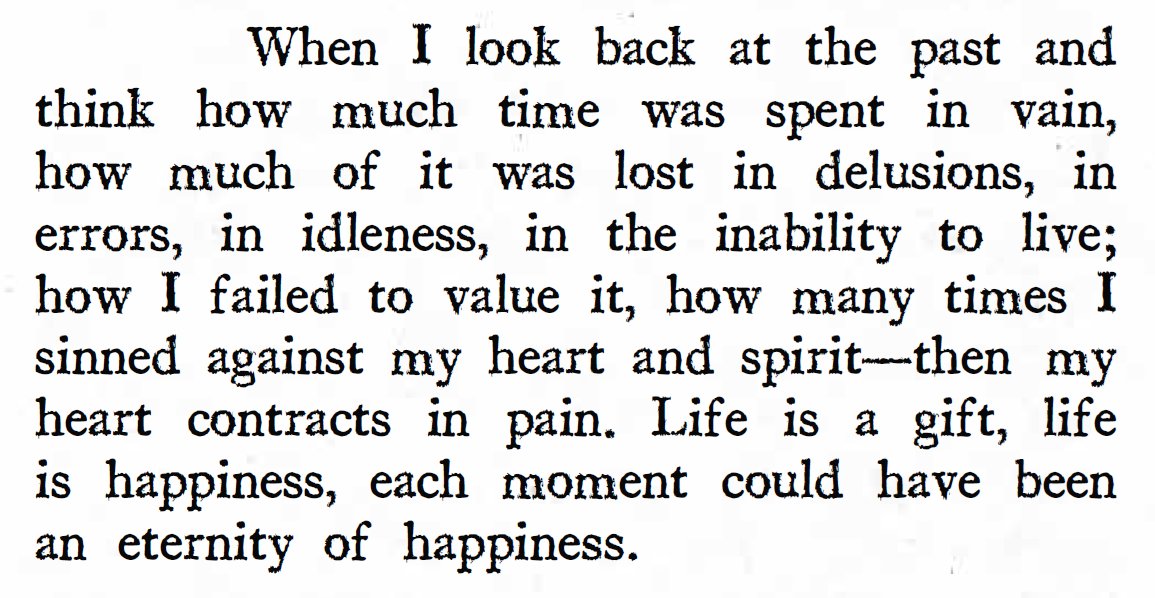 When I look back at the past and
think how much time was spent in vain,
how much of it was lost in delusions, in
errors, in idleness, in the inability to live;
how I failed to value it, how many times I
sinned against my heart and spirit—then my
heart contracts in pain. Life is a gift, life
is happiness, each moment could have been
an eternity of happiness.